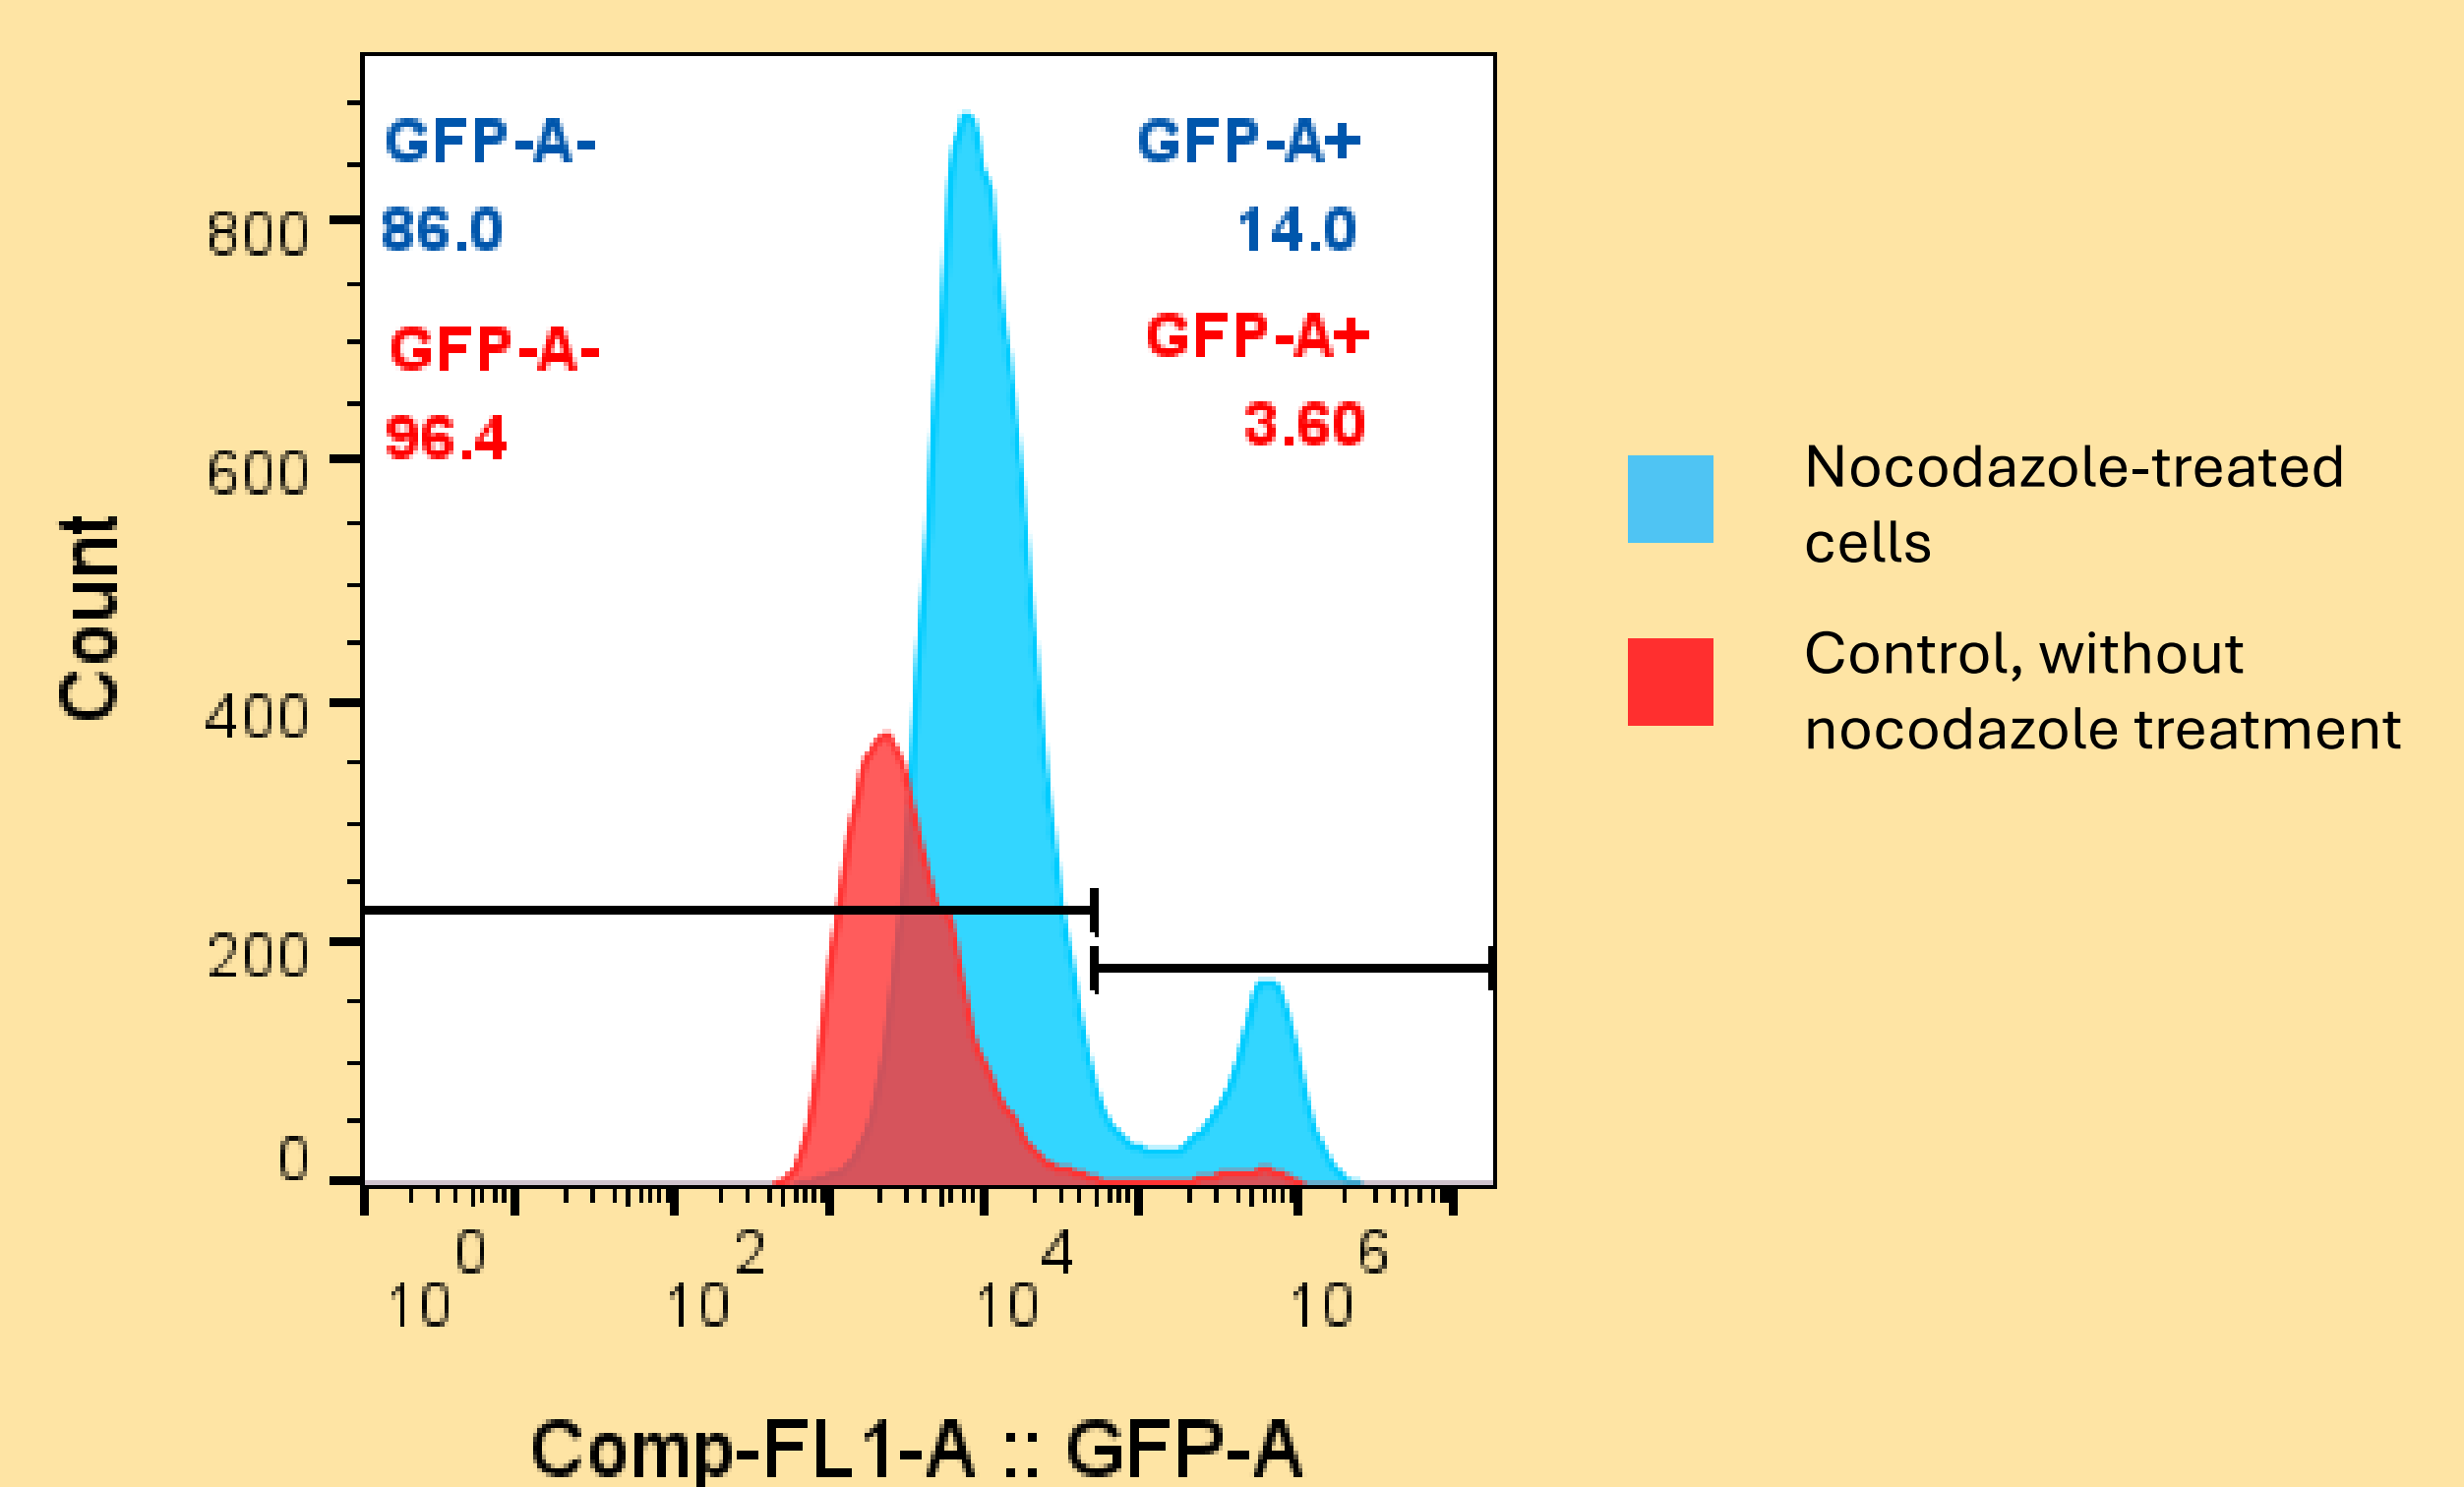 GFP-A-
86.0
GFP-A+
14.0
GFP-A-
96.4
GFP-A+
3.60
800
600
400
200
0
Count
10^0
10^2
10^4
10^6
Comp-FL1-A :: GFP-A
Nocodazole-treated
cells
Control, without
nocodazole treatment